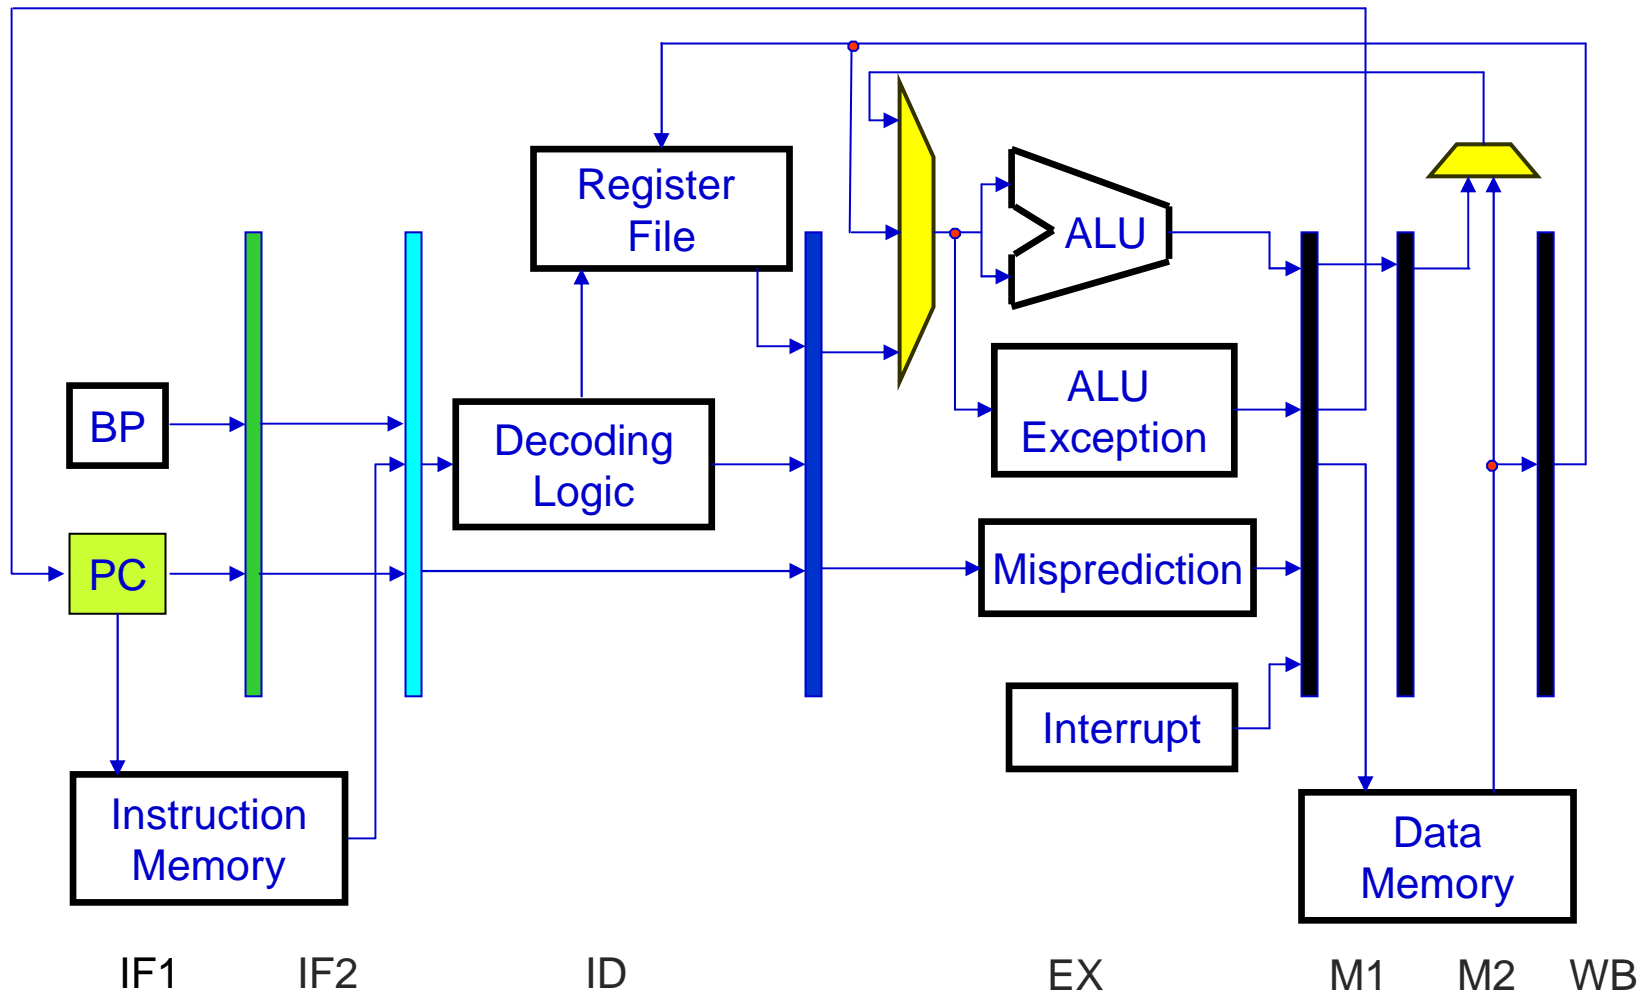 Register
File
ALU
BP
Decoding
Logic
ALU
Exception
PC
Misprediction
Interrupt
Instruction
Memory
Data
Memory
IF1
IF2
ID
EX
M1
M2
WB